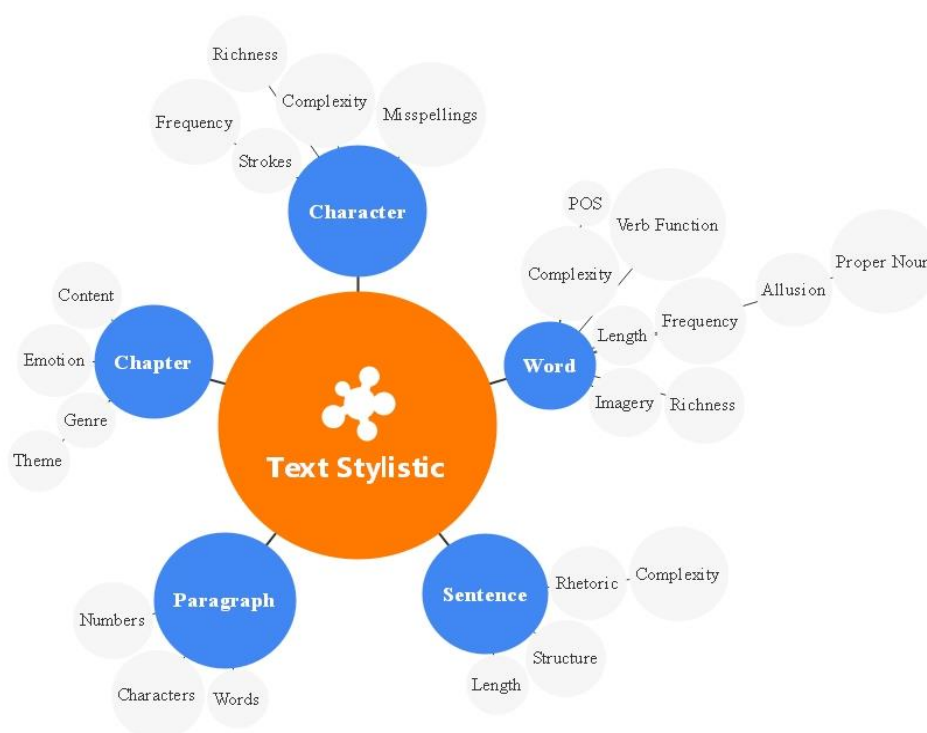 Richness
Complexity
Misspellings
Frequency
Strokes
Character
POS
Verb Function
Complexity
Proper Noun
Allusion
Frequency
Length
Word
Imagery
Richness
Content
Chapter
Emotion
Genre
Theme
Text Stylistic
Rhetoric
Complexity
Sentence
Structure
Length
Paragraph
Numbers
Characters
Words